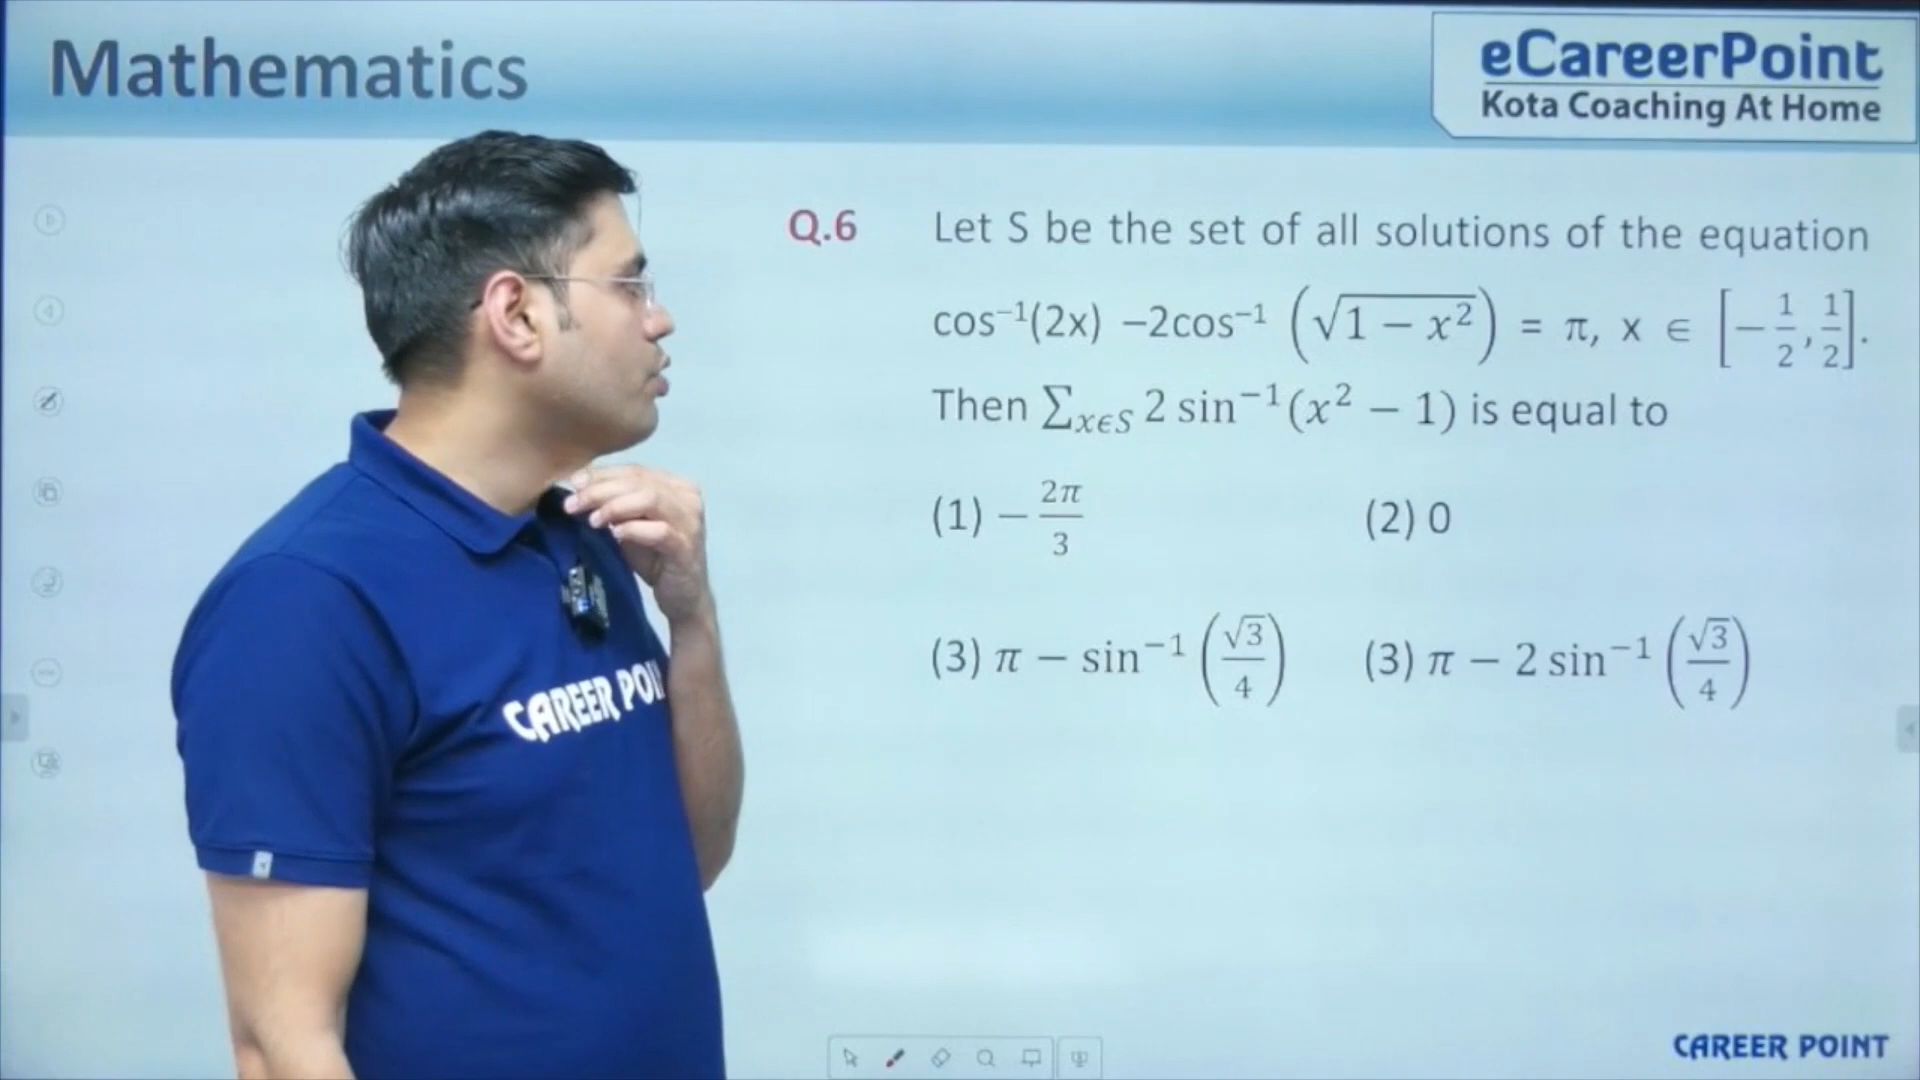 Mathematics
eCareerPoint
Kota Coaching At Home
Q.6 Let S be the set of all solutions of the equation
cos⁻¹(2x) −2cos⁻¹ (√(1 − x²)) = π, x ∈ [−1/2, 1/2].
Then ∑ₓϵS 2 sin⁻¹(x² − 1) is equal to
(1) − 2π/3 (2) 0
(3) π − sin⁻¹ (√3/4) (3) π − 2 sin⁻¹ (√3/4)
CAREER POI
CAREER POINT